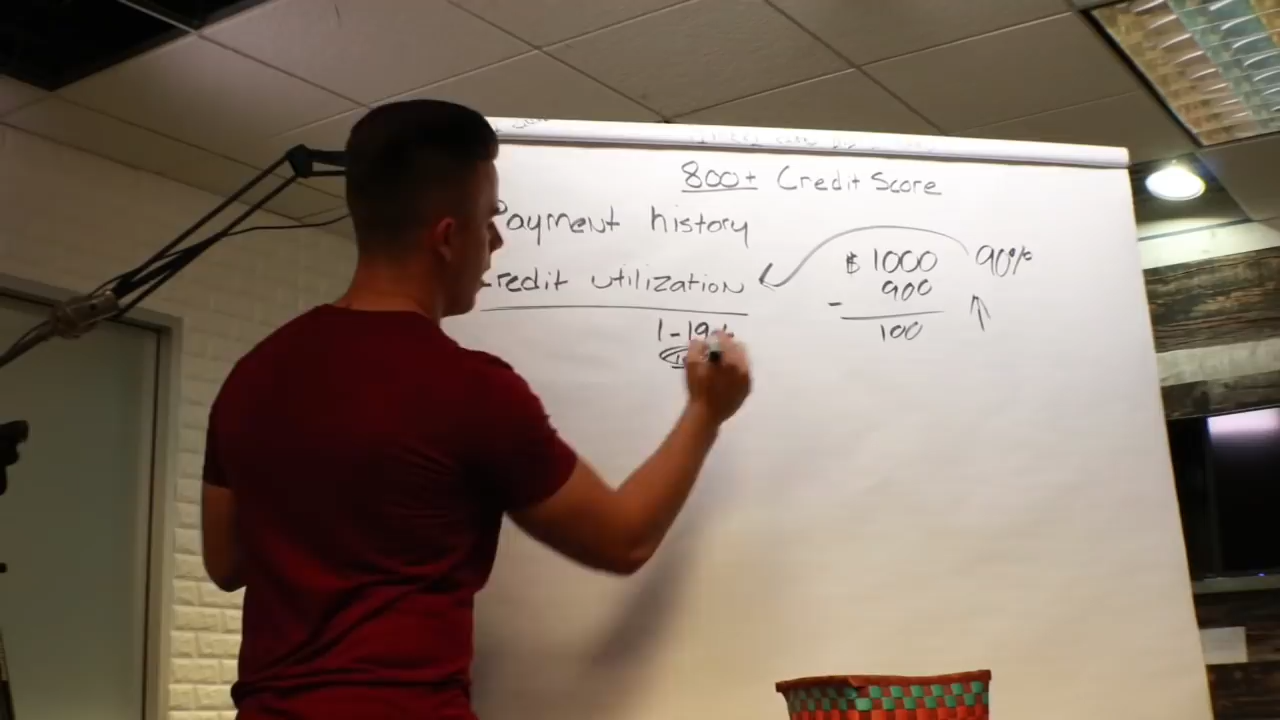 800+ Credit Score
Payment history
Credit utilization
1-19%
$1000 90%
900
-
100